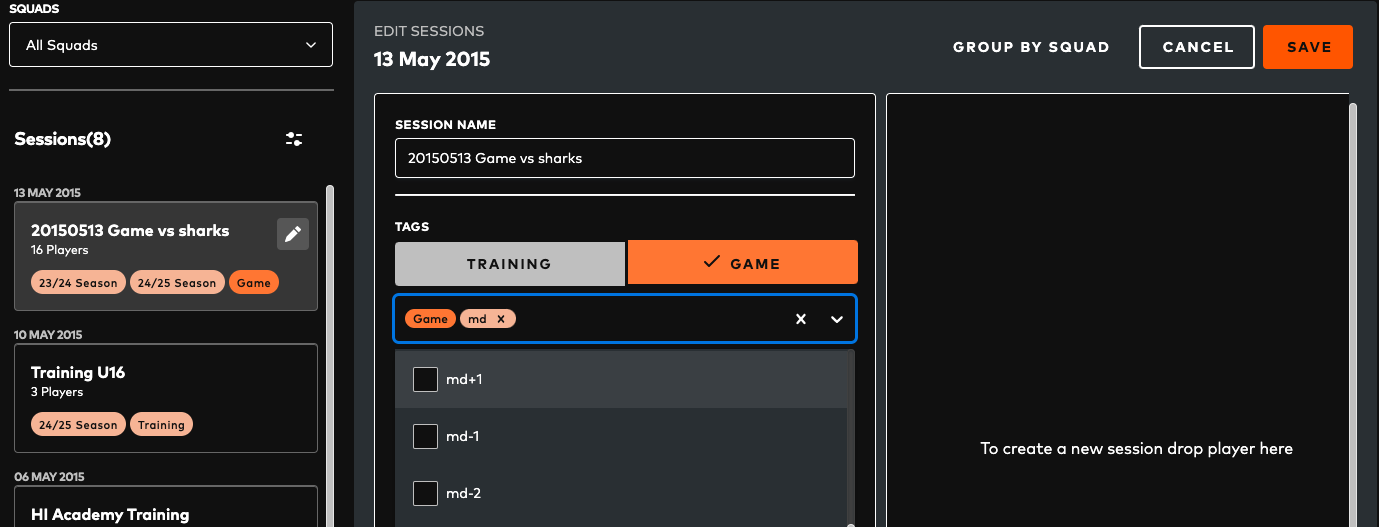 SQUADS
All Squads
Sessions(8)
13 MAY 2015
20150513 Game vs sharks
16 Players
23/24 Season
24/25 Season
Game
10 MAY 2015
Training U16
3 Players
24/25 Season
Training
06 MAY 2015
HI Academy Training
EDIT SESSIONS
13 May 2015
GROUP BY SQUAD
CANCEL
SAVE
SESSION NAME
20150513 Game vs sharks
TAGS
TRAINING
GAME
Game
md
md+1
md-1
md-2
To create a new session drop player here